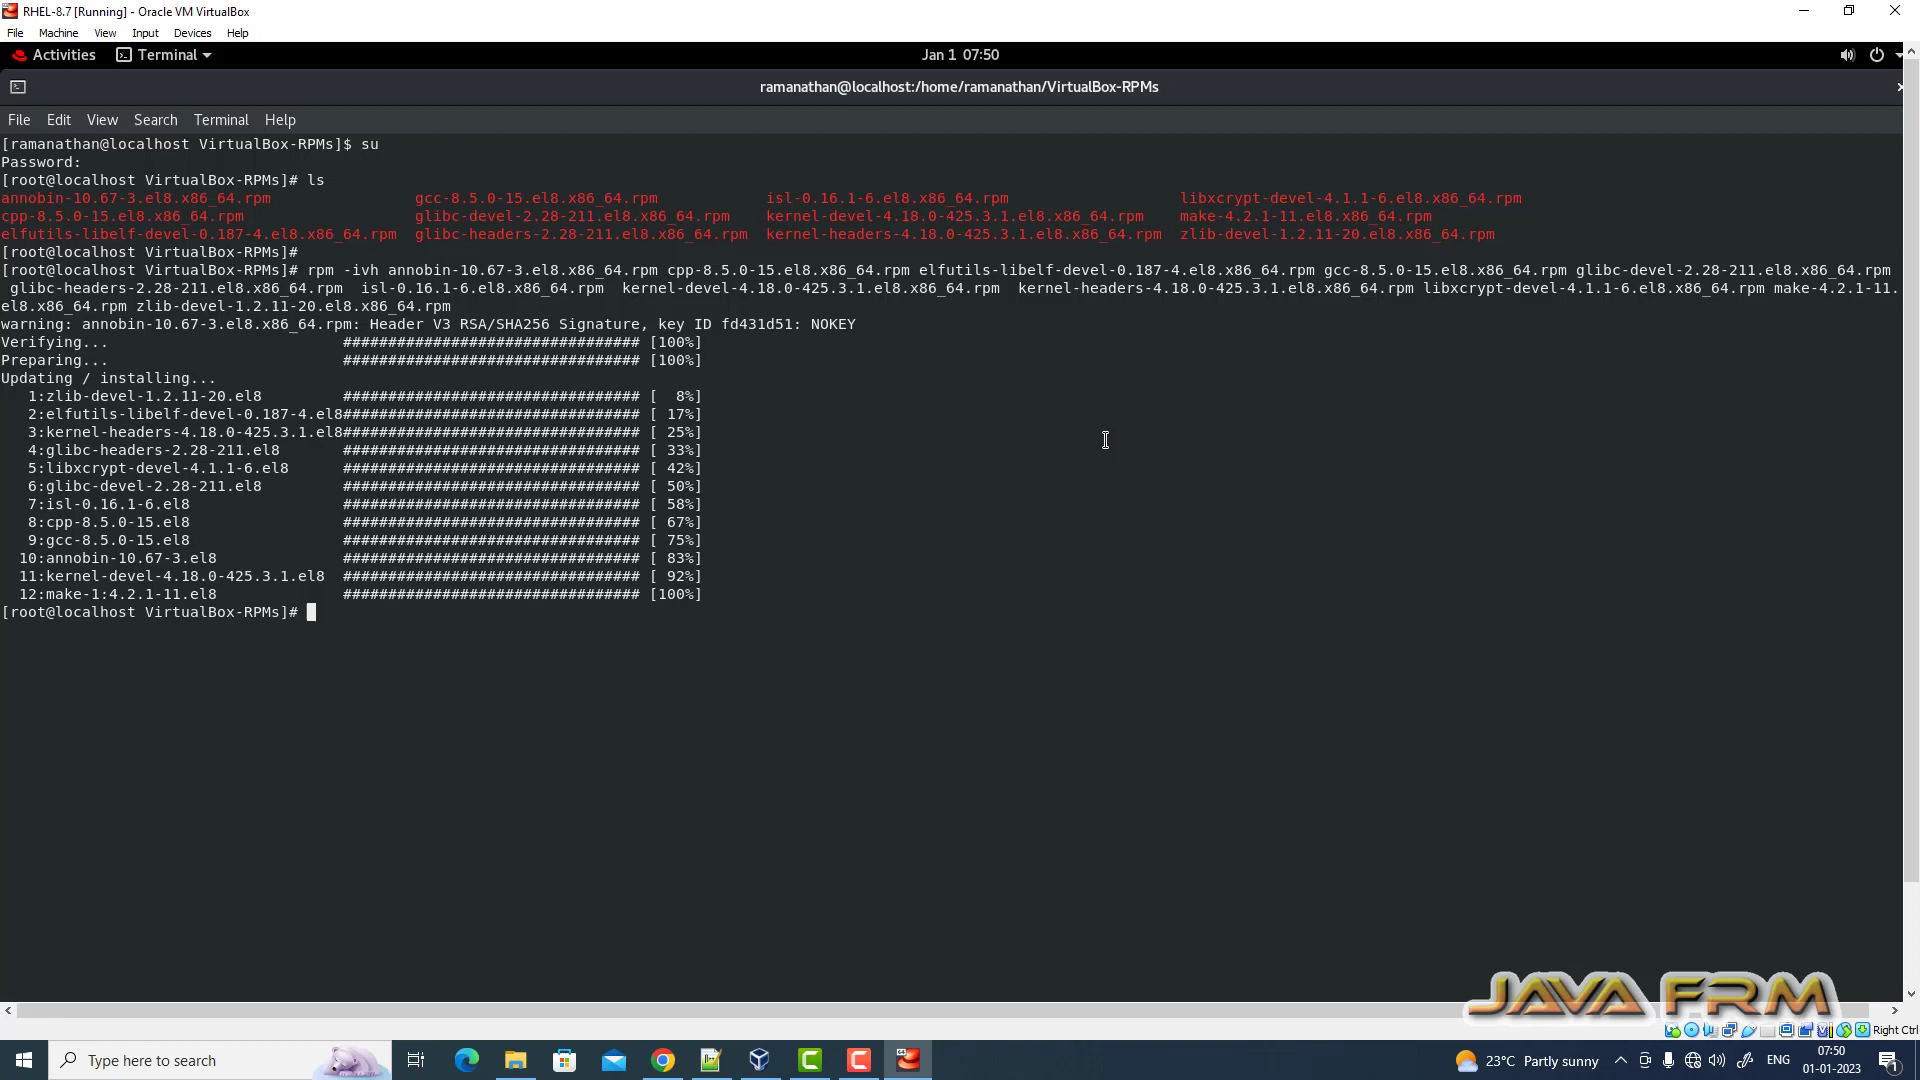 RHEL-8.7 [Running] - Oracle VM VirtualBox
File Machine View Input Devices Help
Activities Terminal Jan 1 07:50
ramanathan@localhost:/home/ramanathan/VirtualBox-RPMs
File Edit View Search Terminal Help
[ramanathan@localhost VirtualBox-RPMs]$ su
Password:
[root@localhost VirtualBox-RPMs]# ls
annobin-10.67-3.el8.x86_64.rpm gcc-8.5.0-15.el8.x86_64.rpm isl-0.16.1-6.el8.x86_64.rpm libxcrypt-devel-4.1.1-6.el8.x86_64.rpm
cpp-8.5.0-15.el8.x86_64.rpm glibc-devel-2.28-211.el8.x86_64.rpm kernel-devel-4.18.0-425.3.1.el8.x86_64.rpm make-4.2.1-11.el8.x86_64.rpm
elfutils-libelf-devel-0.187-4.el8.x86_64.rpm glibc-headers-2.28-211.el8.x86_64.rpm kernel-headers-4.18.0-425.3.1.el8.x86_64.rpm zlib-devel-1.2.11-20.el8.x86_64.rpm
[root@localhost VirtualBox-RPMs]#
[root@localhost VirtualBox-RPMs]# rpm -ivh annobin-10.67-3.el8.x86_64.rpm cpp-8.5.0-15.el8.x86_64.rpm elfutils-libelf-devel-0.187-4.el8.x86_64.rpm gcc-8.5.0-15.el8.x86_64.rpm glibc-devel-2.28-211.el8.x86_64.rpm
glibc-headers-2.28-211.el8.x86_64.rpm isl-0.16.1-6.el8.x86_64.rpm kernel-devel-4.18.0-425.3.1.el8.x86_64.rpm kernel-headers-4.18.0-425.3.1.el8.x86_64.rpm libxcrypt-devel-4.1.1-6.el8.x86_64.rpm make-4.2.1-11.
el8.x86_64.rpm zlib-devel-1.2.11-20.el8.x86_64.rpm
warning: annobin-10.67-3.el8.x86_64.rpm: Header V3 RSA/SHA256 Signature, key ID fd431d51: NOKEY
Verifying... ################################# [100%]
Preparing... ################################# [100%]
Updating / installing...
1:zlib-devel-1.2.11-20.el8 ################################# [  8%]
2:elfutils-libelf-devel-0.187-4.el8################################# [ 17%]
3:kernel-headers-4.18.0-425.3.1.el8################################# [ 25%]
4:glibc-headers-2.28-211.el8 ################################# [ 33%]
5:libxcrypt-devel-4.1.1-6.el8 ################################# [ 42%]
6:glibc-devel-2.28-211.el8 ################################# [ 50%]
7:isl-0.16.1-6.el8 ################################# [ 58%]
8:cpp-8.5.0-15.el8 ################################# [ 67%]
9:gcc-8.5.0-15.el8 ################################# [ 75%]
10:annobin-10.67-3.el8 ################################# [ 83%]
11:kernel-devel-4.18.0-425.3.1.el8 ################################# [ 92%]
12:make-1:4.2.1-11.el8 ################################# [100%]
[root@localhost VirtualBox-RPMs]#
JAVA FRM
Right Ctrl
Type here to search 23°C Partly sunny ENG 07:50
01-01-2023 1